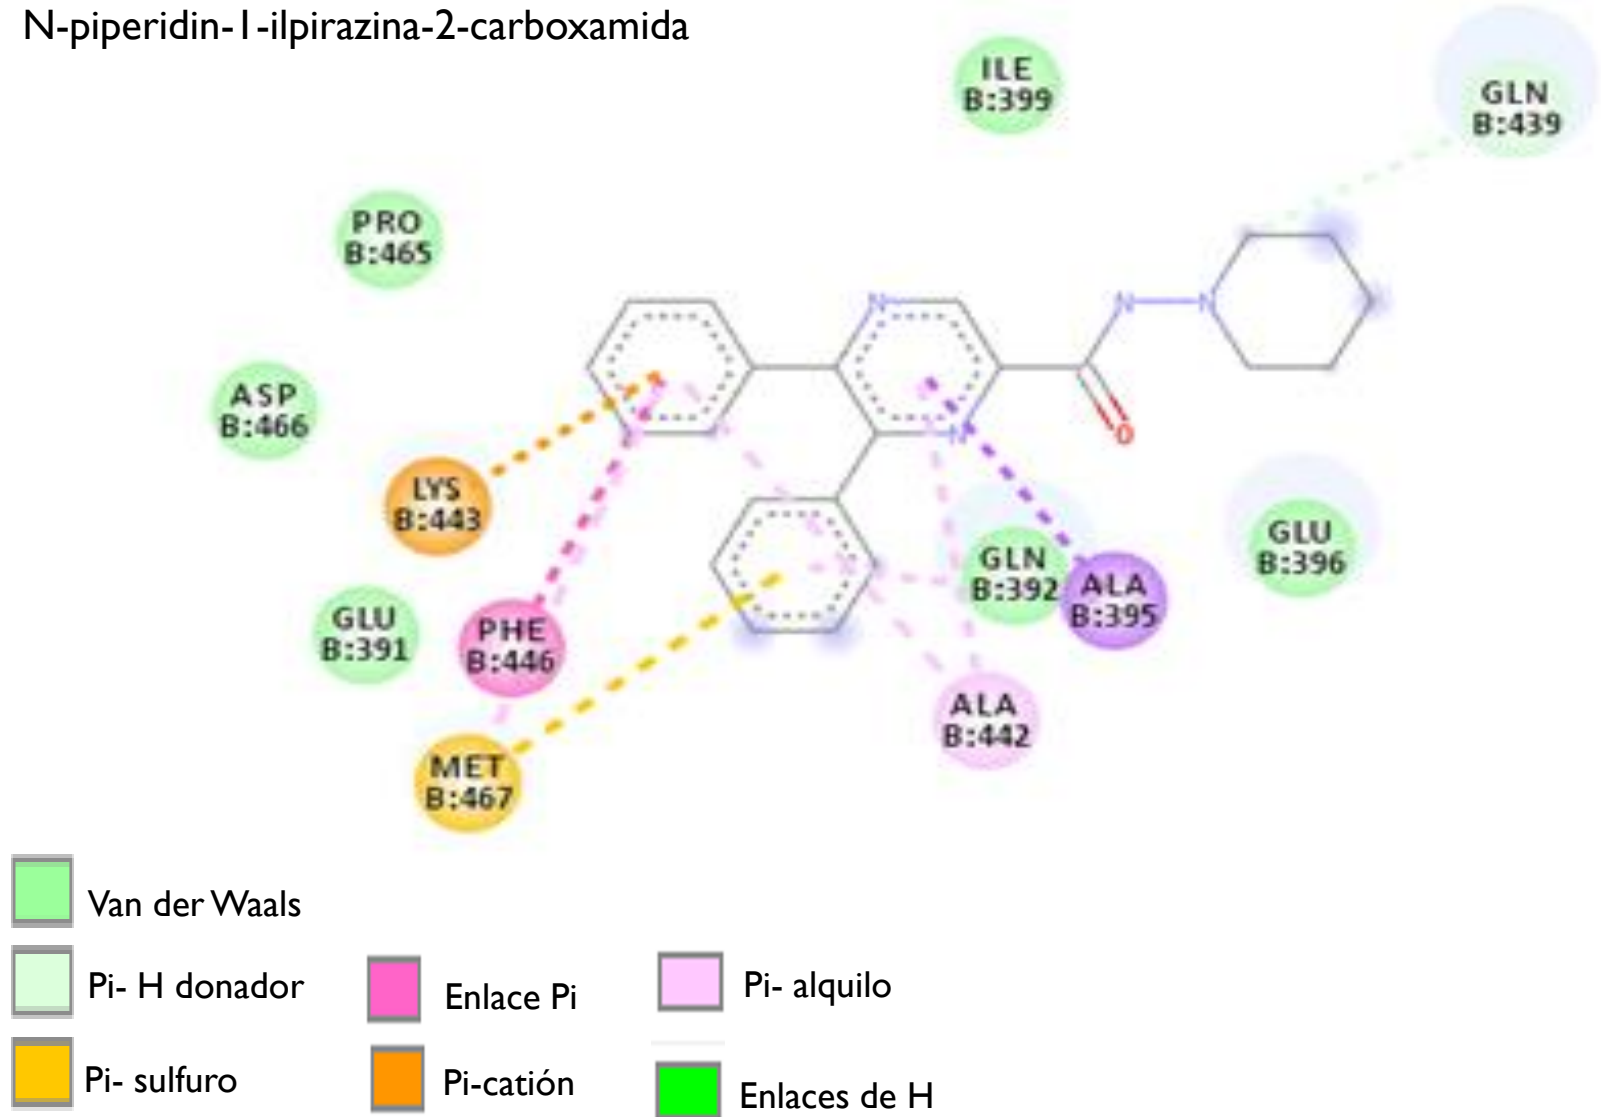 N-piperidin-1-ilpirazina-2-carboxamida
ILE
B:399
GLN
B:439
PRO
B:465
N
N
N
ASP
B:466
N
O
LYS
B:443
GLN
B:392
ALA
B:395
GLU
B:396
GLU
B:391
PHE
B:446
ALA
B:442
MET
B:467
Van der Waals
Pi- H donador
Enlace Pi
Pi- alquilo
Pi- sulfuro
Pi-catión
Enlaces de H